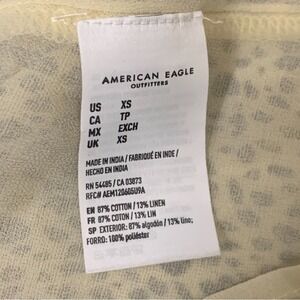 AMERICAN EAGLE
OUTFITTERS
US XS
CA TP
MX EXCH
UK XS
MADE IN INDIA / FABRIQUÉ EN INDE /
HECHO EN INDIA
RN 54485 / CA 03873
RFC# AEM120605U9A
EN 87% COTTON / 13% LINEN
FR 87% COTON / 13% LIN
SP EXTERIOR: 87% algodón / 13% lino;
FORRO: 100% poliéster